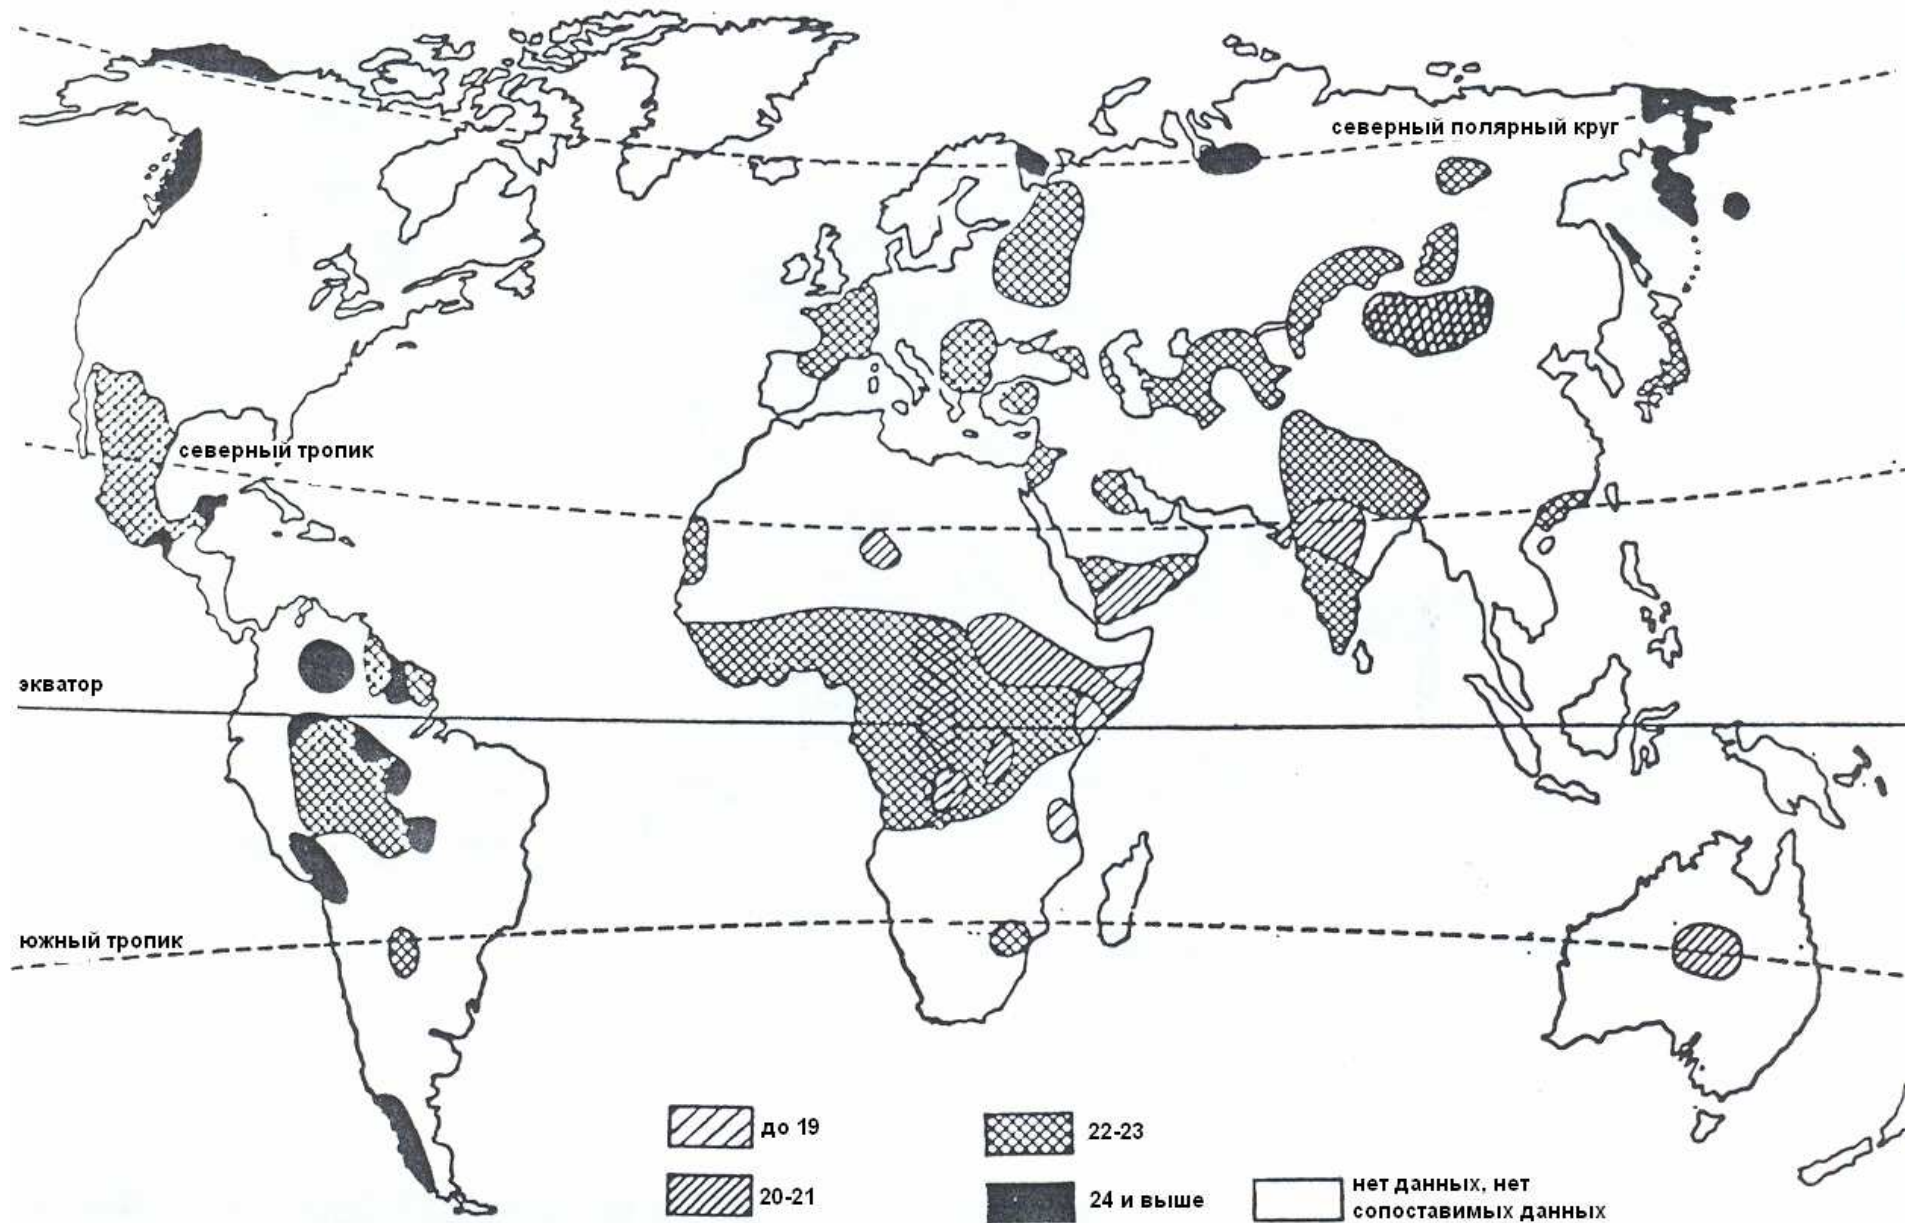 северный полярный круг
северный тропик
экватор
южный тропик
до 19
20-21
22-23
24 и выше
нет данных, нет
сопоставимых данных